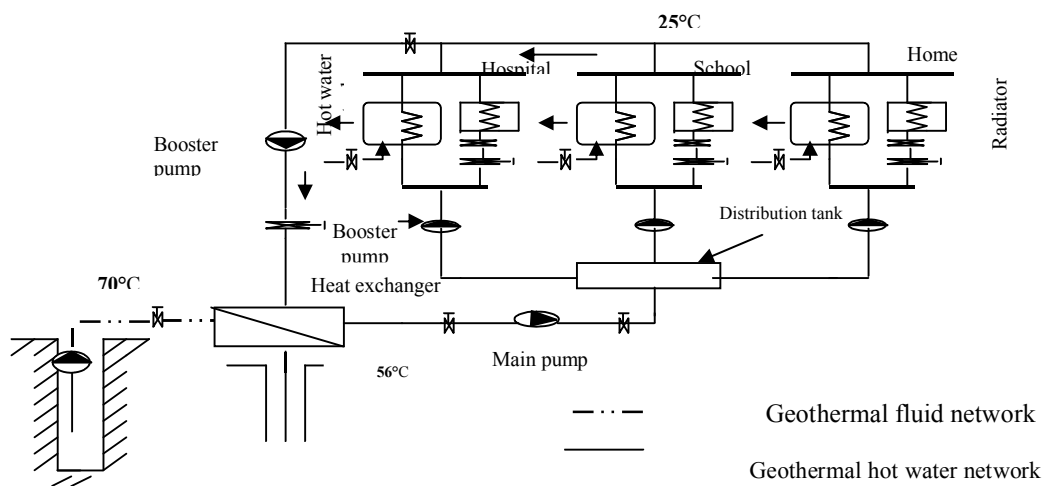 25°C
Home
Hospital
School
Hot water
Radiator
Booster
pump
Distribution tank
Booster
pump
70°C
Heat exchanger
Main pump
56°C
Geothermal fluid network
Geothermal hot water network